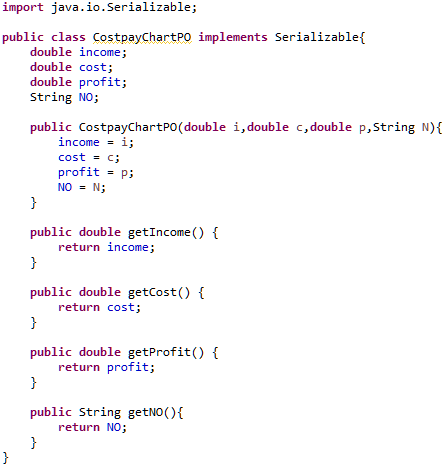 import java.io.Serializable;
public class CostpayChartPO implements Serializable{
    double income;
    double cost;
    double profit;
    String NO;
    public CostpayChartPO(double i,double c,double p,String N){
        income = i;
        cost = c;
        profit = p;
        NO = N;
    }
    public double getIncome() {
        return income;
    }
    public double getCost() {
        return cost;
    }
    public double getProfit() {
        return profit;
    }
    public String getNO(){
        return NO;
    }
}